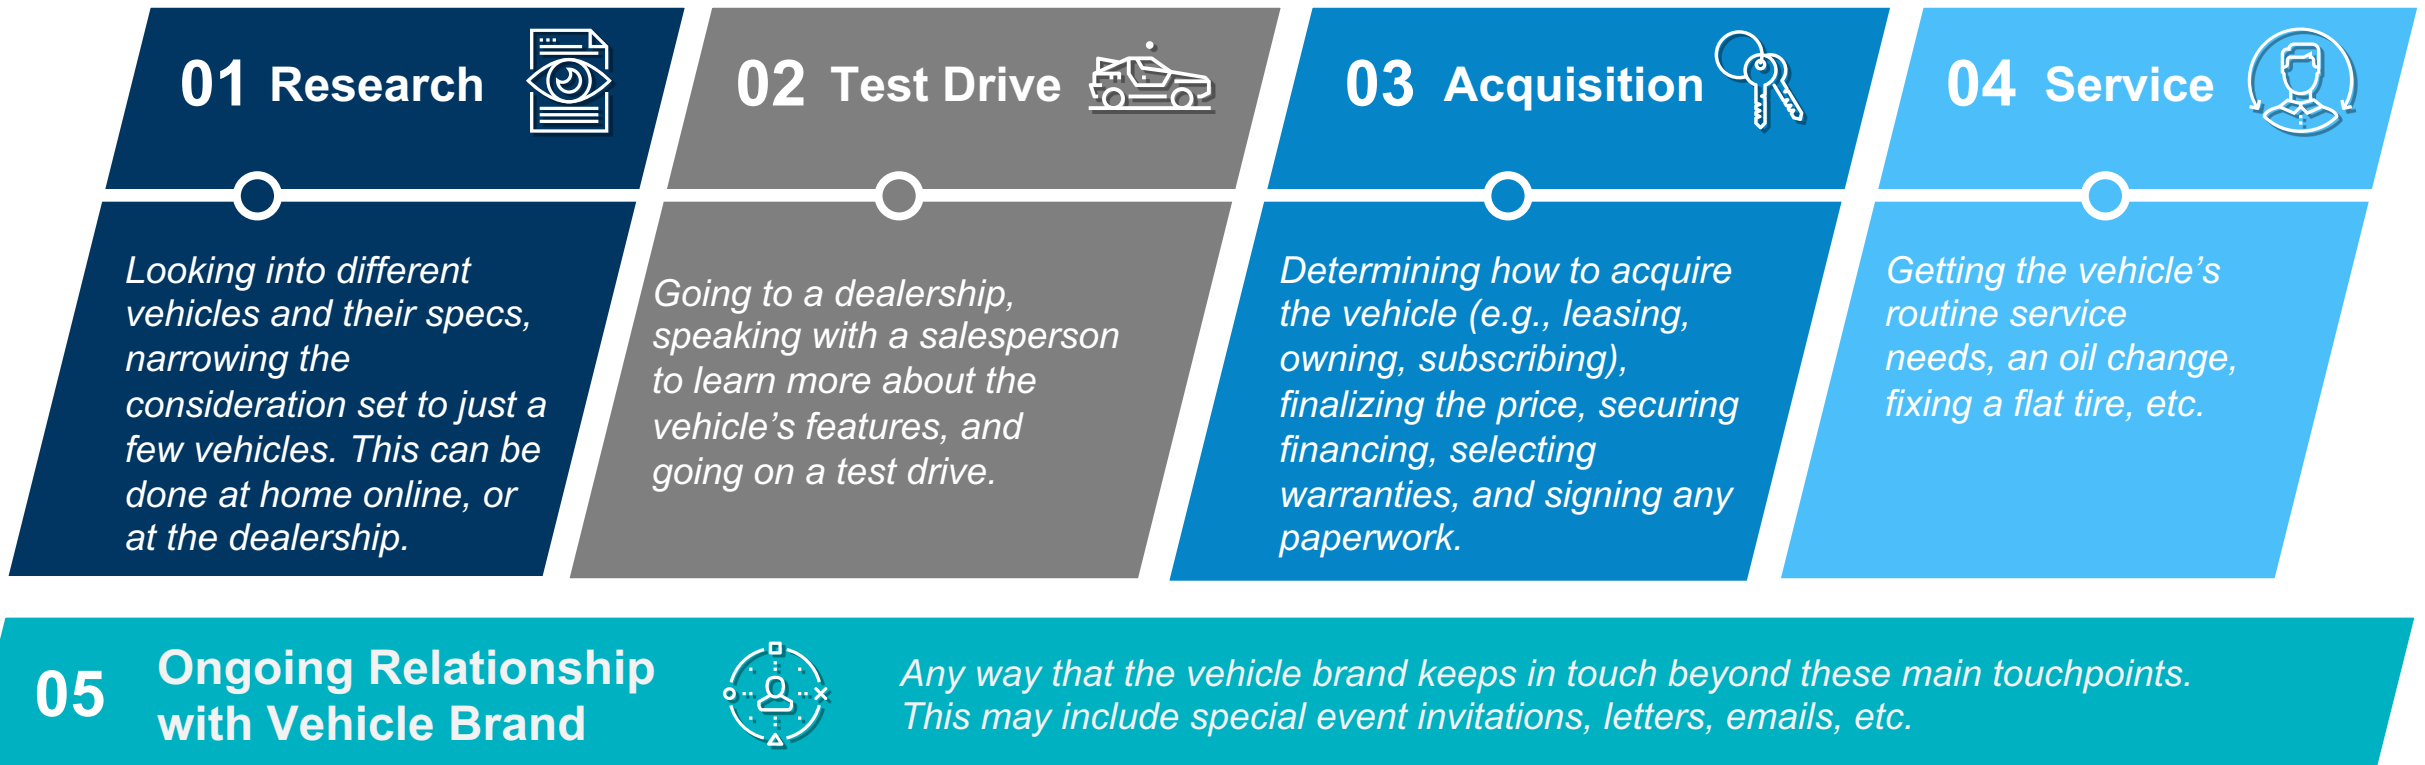 01 Research
Looking into different
vehicles and their specs,
narrowing the
consideration set to just a
few vehicles. This can be
done at home online, or
at the dealership.
02 Test Drive
Going to a dealership,
speaking with a salesperson
to learn more about the
vehicle’s features, and
going on a test drive.
03 Acquisition
Determining how to acquire
the vehicle (e.g., leasing,
owning, subscribing),
finalizing the price, securing
financing, selecting
warranties, and signing any
paperwork.
04 Service
Getting the vehicle’s
routine service
needs, an oil change,
fixing a flat tire, etc.
05
Ongoing Relationship
with Vehicle Brand
Any way that the vehicle brand keeps in touch beyond these main touchpoints.
This may include special event invitations, letters, emails, etc.